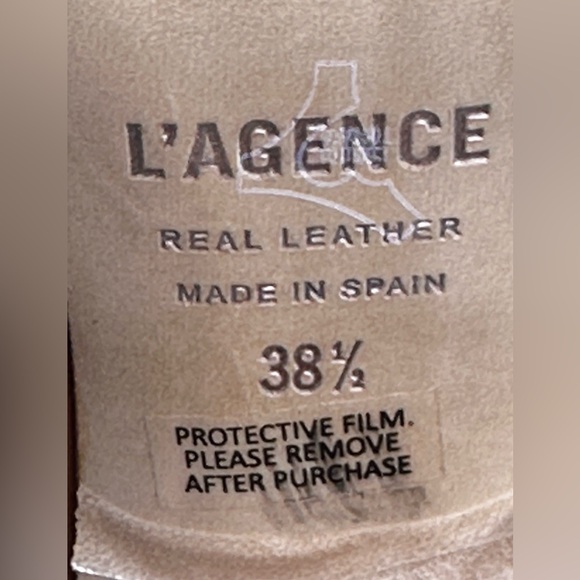 L'AGENCE
REAL LEATHER
MADE IN SPAIN
38½
PROTECTIVE FILM.
PLEASE REMOVE
AFTER PURCHASE